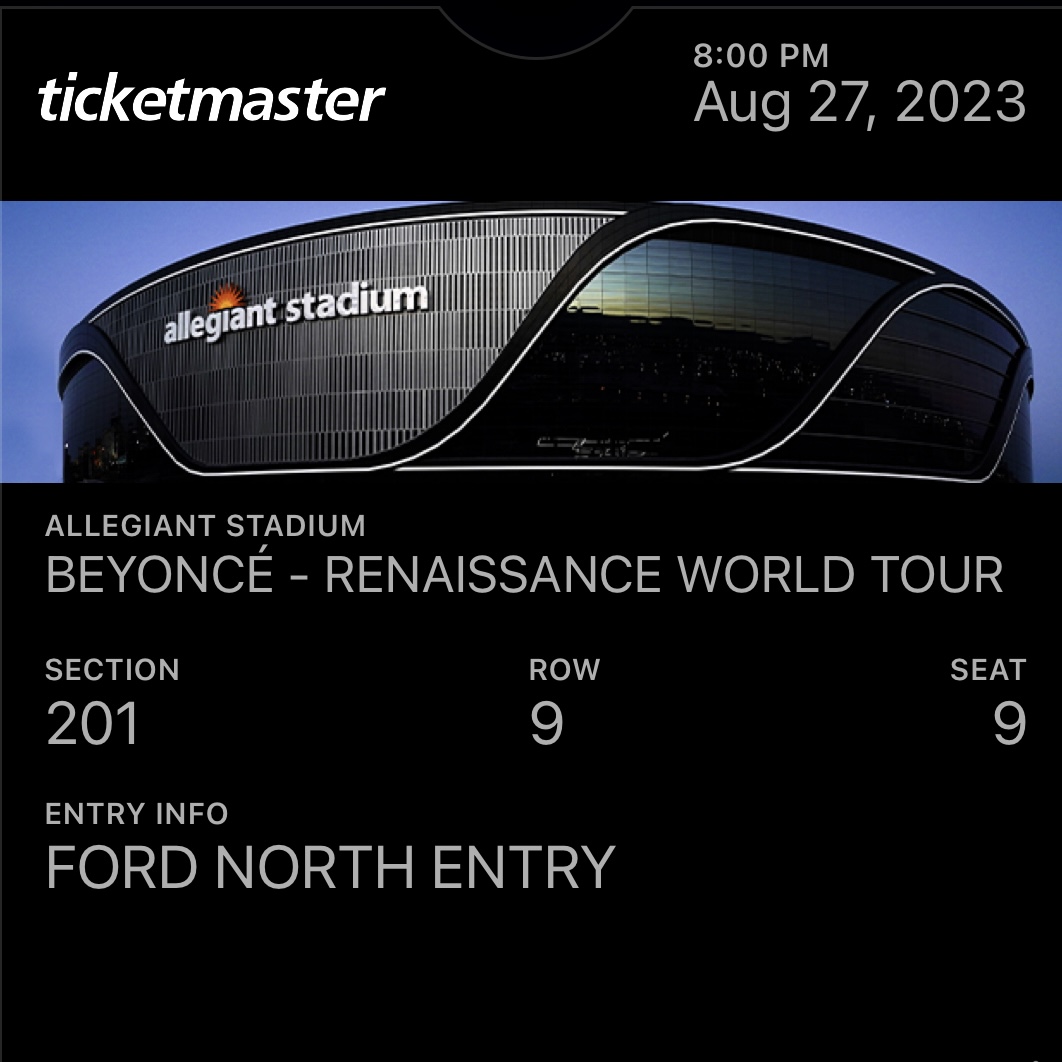 ticketmaster
8:00 PM
Aug 27, 2023
allegiant stadium
ALLEGIANT STADIUM
BEYONCÉ - RENAISSANCE WORLD TOUR
SECTION ROW SEAT
201 9 9
ENTRY INFO
FORD NORTH ENTRY